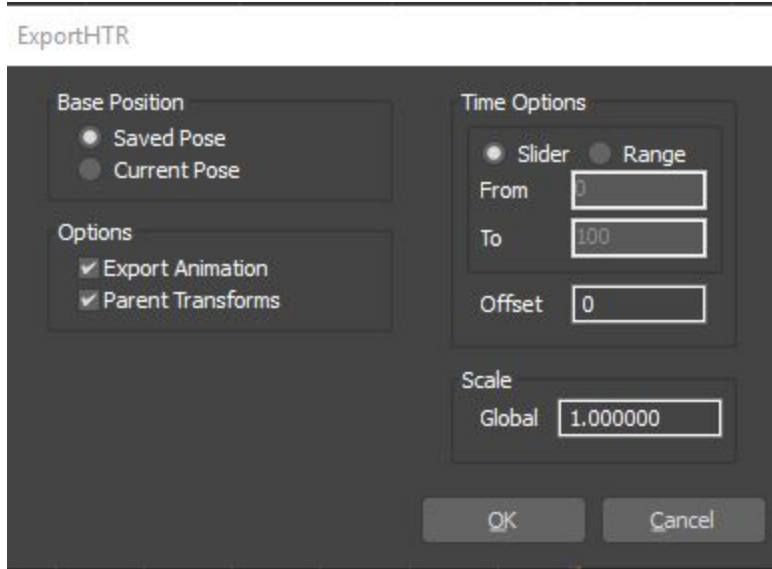 ExportHTR
Base Position
Saved Pose
Current Pose
Options
Export Animation
Parent Transforms
Time Options
Slider Range
From 0
To 100
Offset 0
Scale
Global 1.000000
OK Cancel